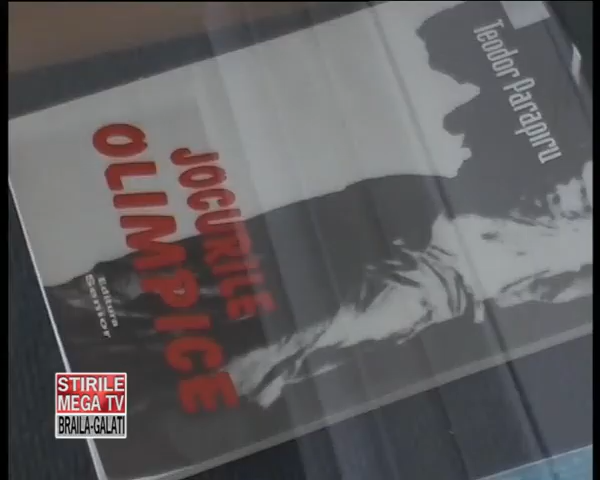 Teodor Parapiru
JOCURILE
OLIMPICE
Editura
Senior
STIRILE
MEGA TV
BRAILA-GALATI